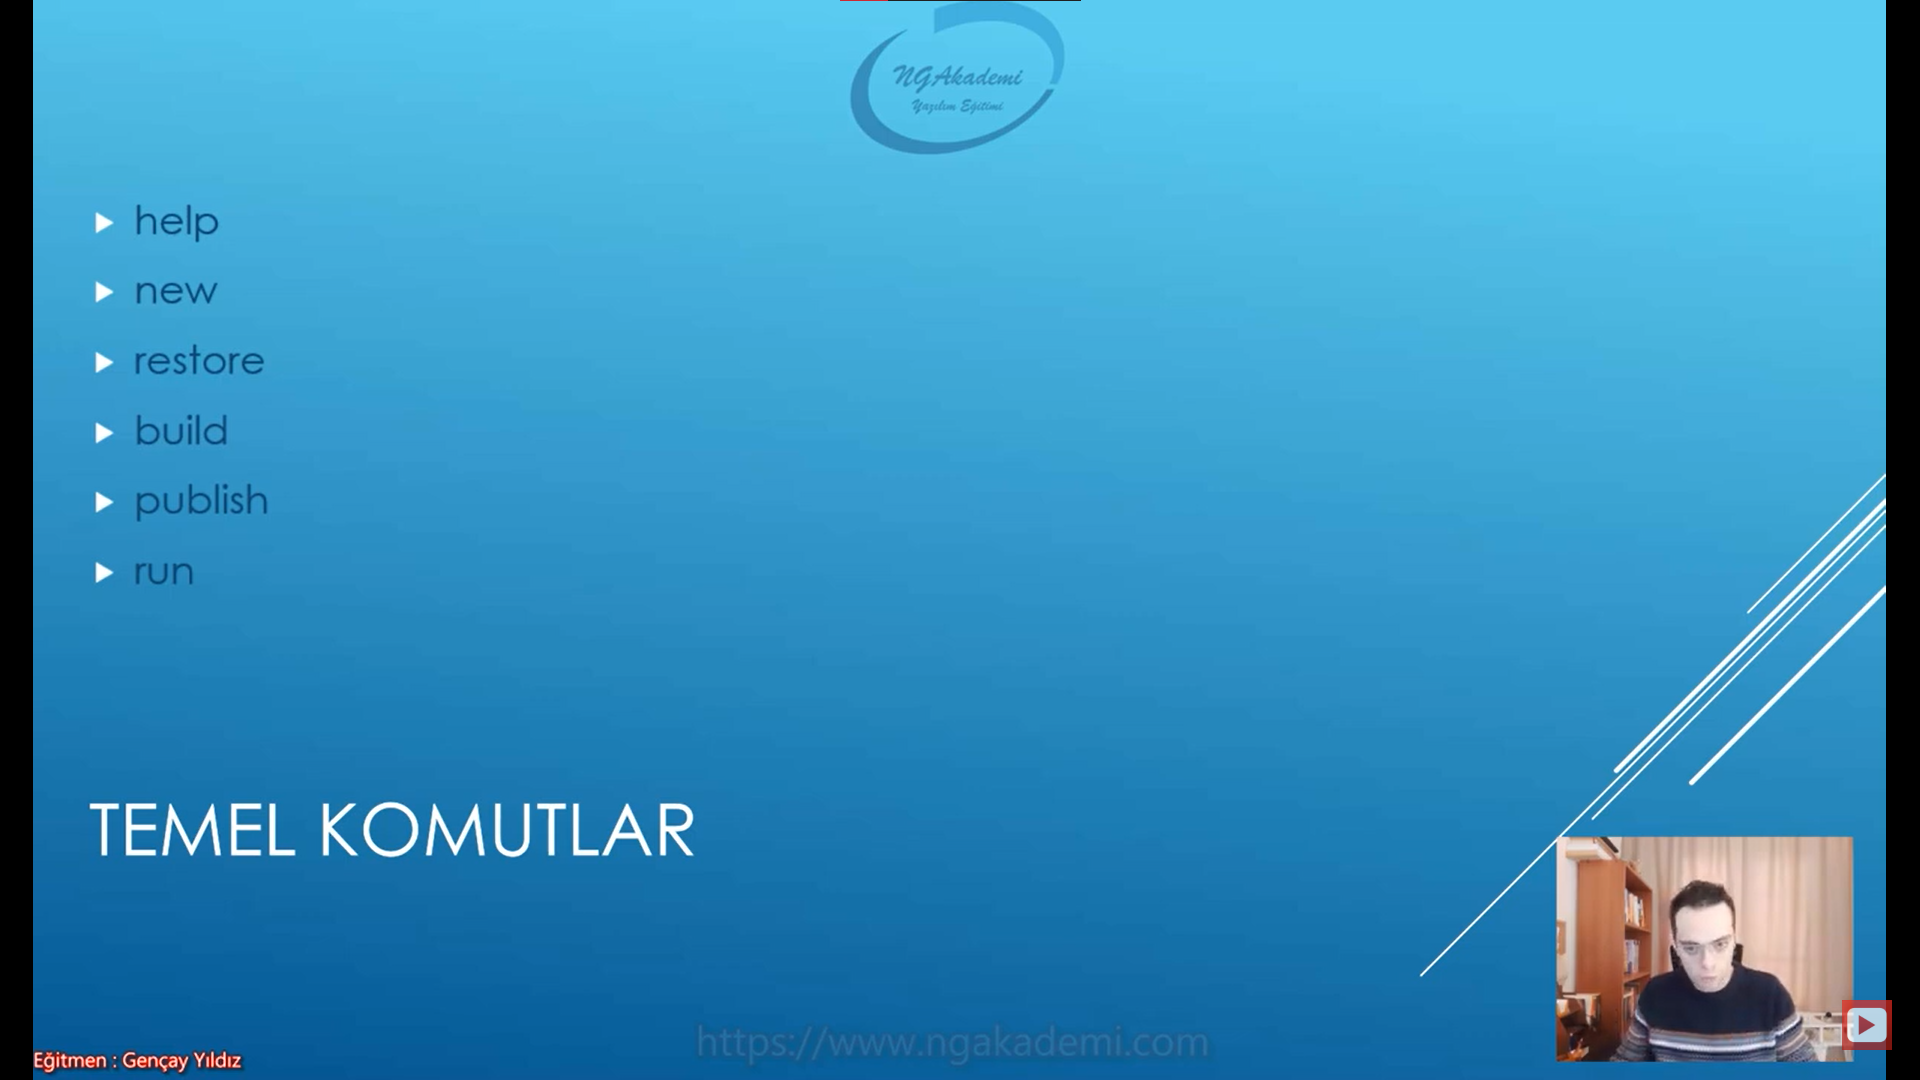 NGAkademi
Yazılım Eğitimi
help
new
restore
build
publish
run
TEMEL KOMUTLAR
https://www.ngakademi.com
Eğitmen : Gençay Yıldız